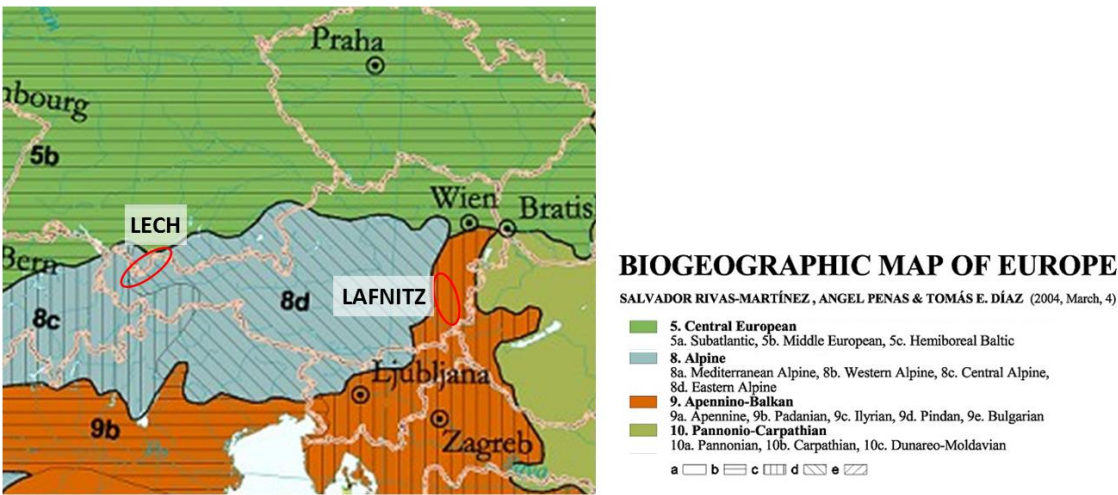 Praha
nbourg
5b
Wien
Bratis
LECH
Bern
LAFNITZ
8d
8c
Ljubljana
9b
Zagreb
BIOGEOGRAPHIC MAP OF EUROPE
SALVADOR RIVAS-MARTÍNEZ , ANGEL PENAS & TOMÁS E. DÍAZ (2004, March, 4)
5. Central European
5a. Subatlantic, 5b. Middle European, 5c. Hemiboreal Baltic
8. Alpine
8a. Mediterranean Alpine, 8b. Western Alpine, 8c. Central Alpine,
8d. Eastern Alpine
9. Apennino-Balkan
9a. Apennine, 9b. Padanian, 9c. Ilyrian, 9d. Pindan, 9e. Bulgarian
10. Pannonio-Carpathian
10a. Pannonian, 10b. Carpathian, 10c. Dunareo-Moldavian
a b c d e